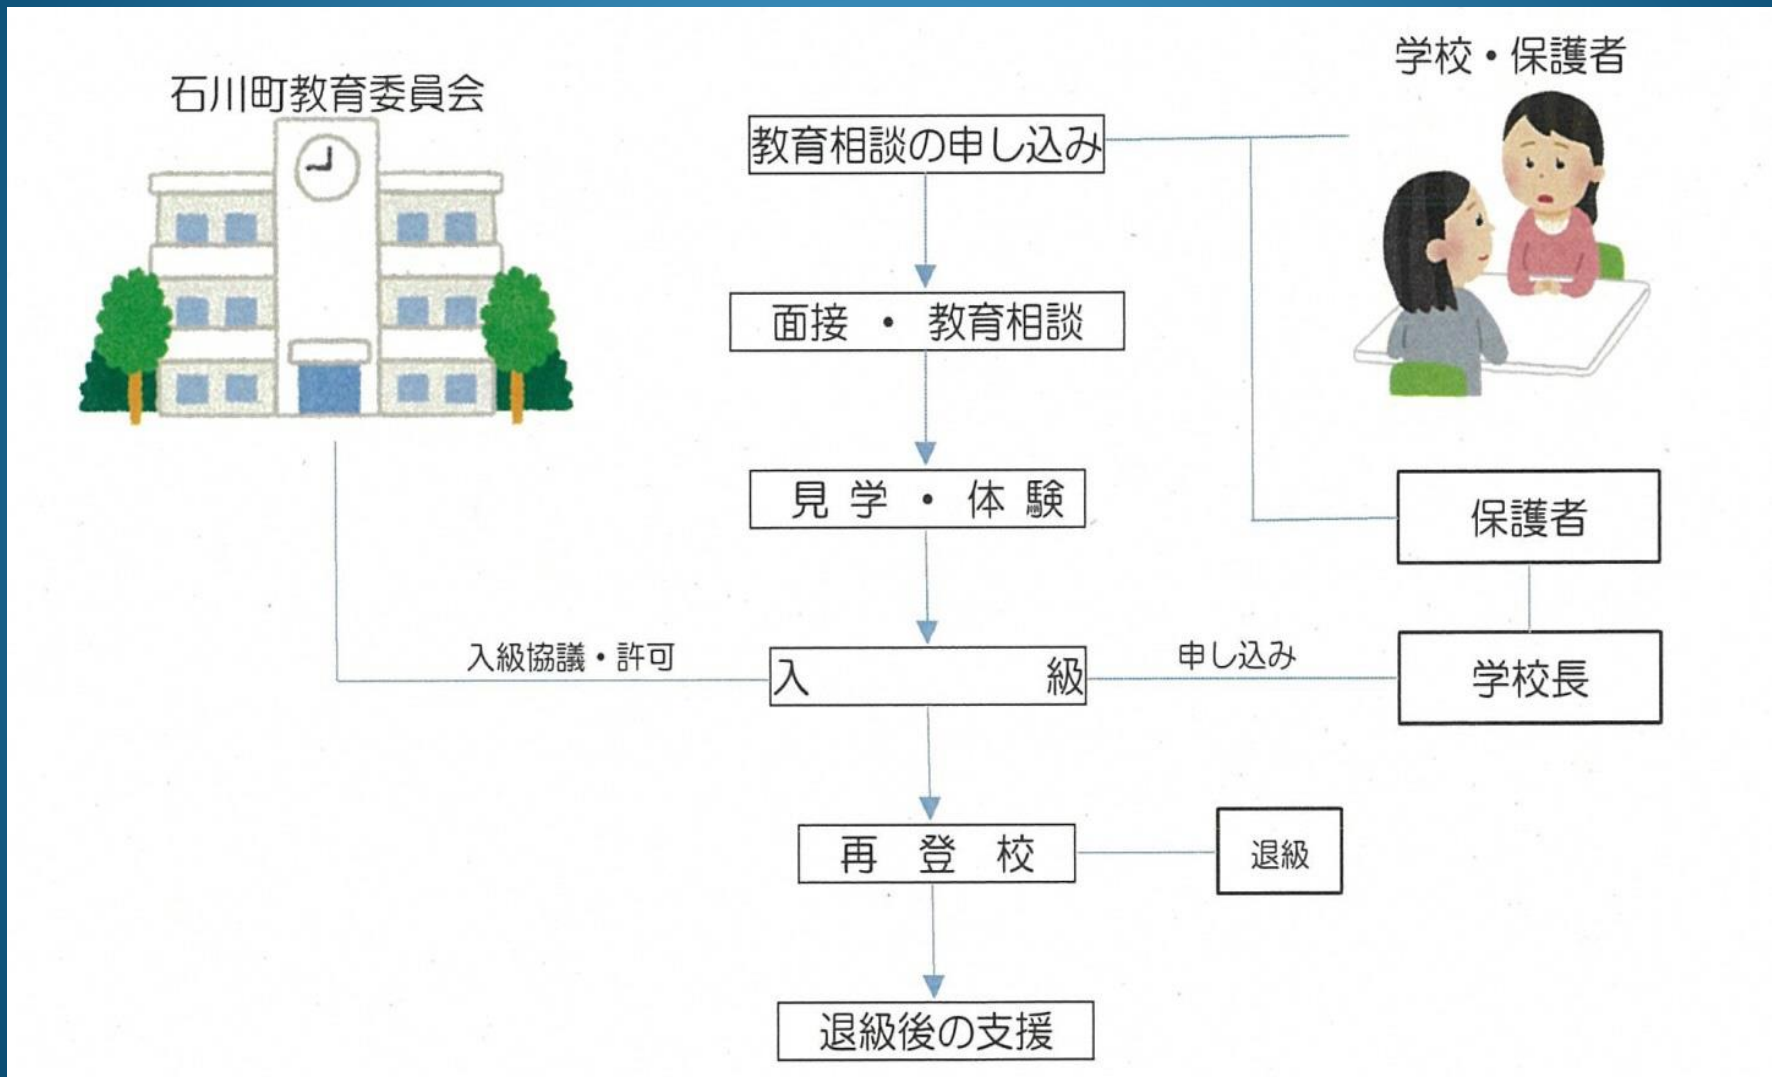 石川町教育委員会
学校・保護者
教育相談の申し込み
面接 ・ 教育相談
見 学 ・ 体 験
保護者
入級協議・許可
入 級
申し込み
学校長
再 登 校
退級
退級後の支援